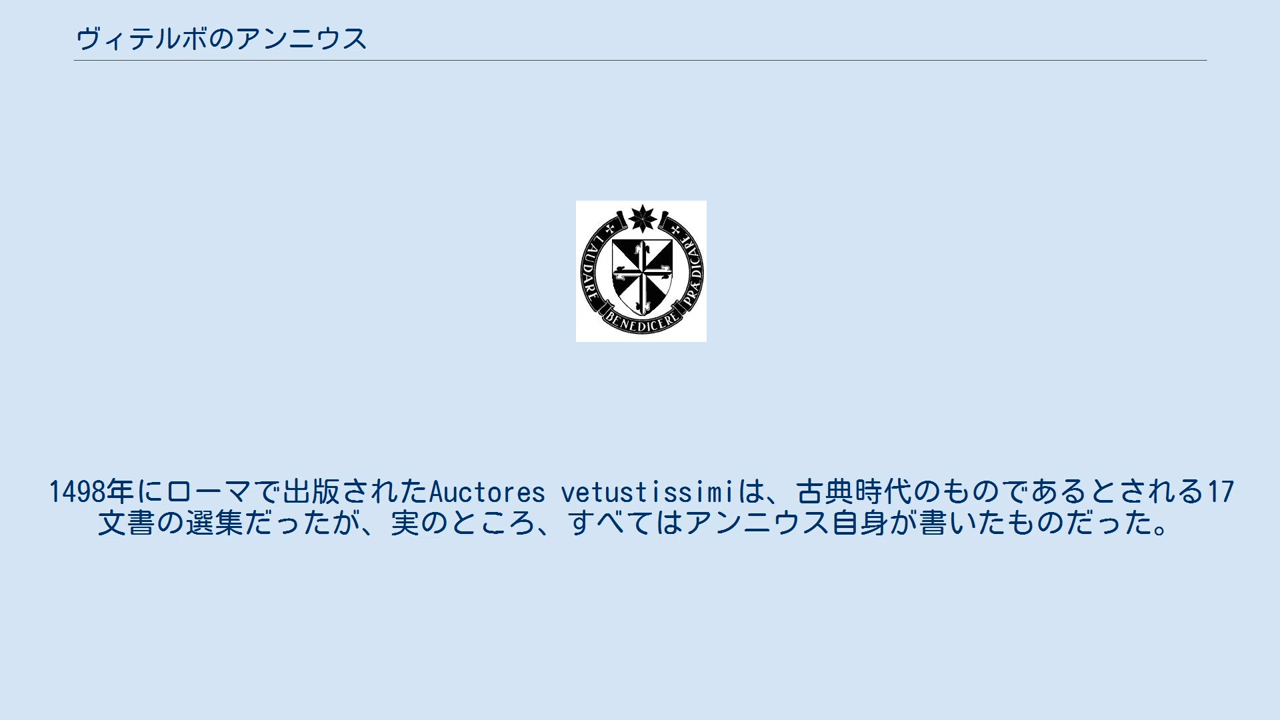 ヴィテルボのアンニウス
LAUDARE
BENEDICERE
PRÆDICARE
1498年にローマで出版されたAuctores vetustissimiは、古典時代のものであるとされる17
文書の選集だったが、実のところ、すべてはアンニウス自身が書いたものだった。